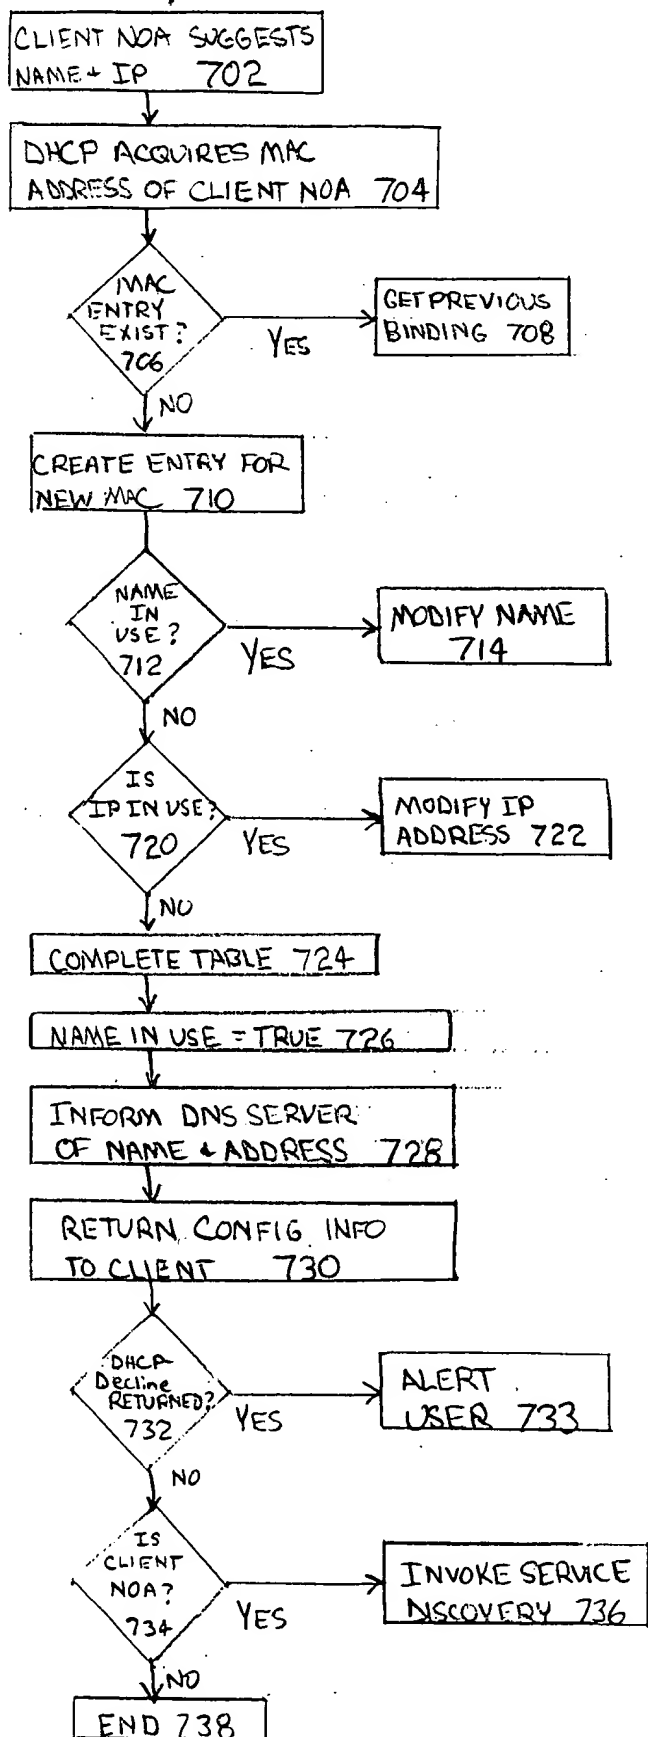 CLIENT NOA SUGGESTS
NAME + IP 702
DHCP ACQUIRES MAC
ADDRESS OF CLIENT NOA 704
MAC
ENTRY
EXIST?
706
YES
GET PREVIOUS
BINDING 708
NO
CREATE ENTRY FOR
NEW MAC 710
NAME
IN
USE?
712
YES
MODIFY NAME
714
NO
IS
IP IN USE?
720
YES
MODIFY IP
ADDRESS 722
NO
COMPLETE TABLE 724
NAME IN USE = TRUE 726
INFORM DNS SERVER
OF NAME & ADDRESS 728
RETURN CONFIG INFO
TO CLIENT 730
DHCP
Decline
RETURNED?
732
YES
ALERT
USER 733
NO
IS
CLIENT
NOA?
734
YES
INVOKE SERVICE
DISCOVERY 736
NO
END 738